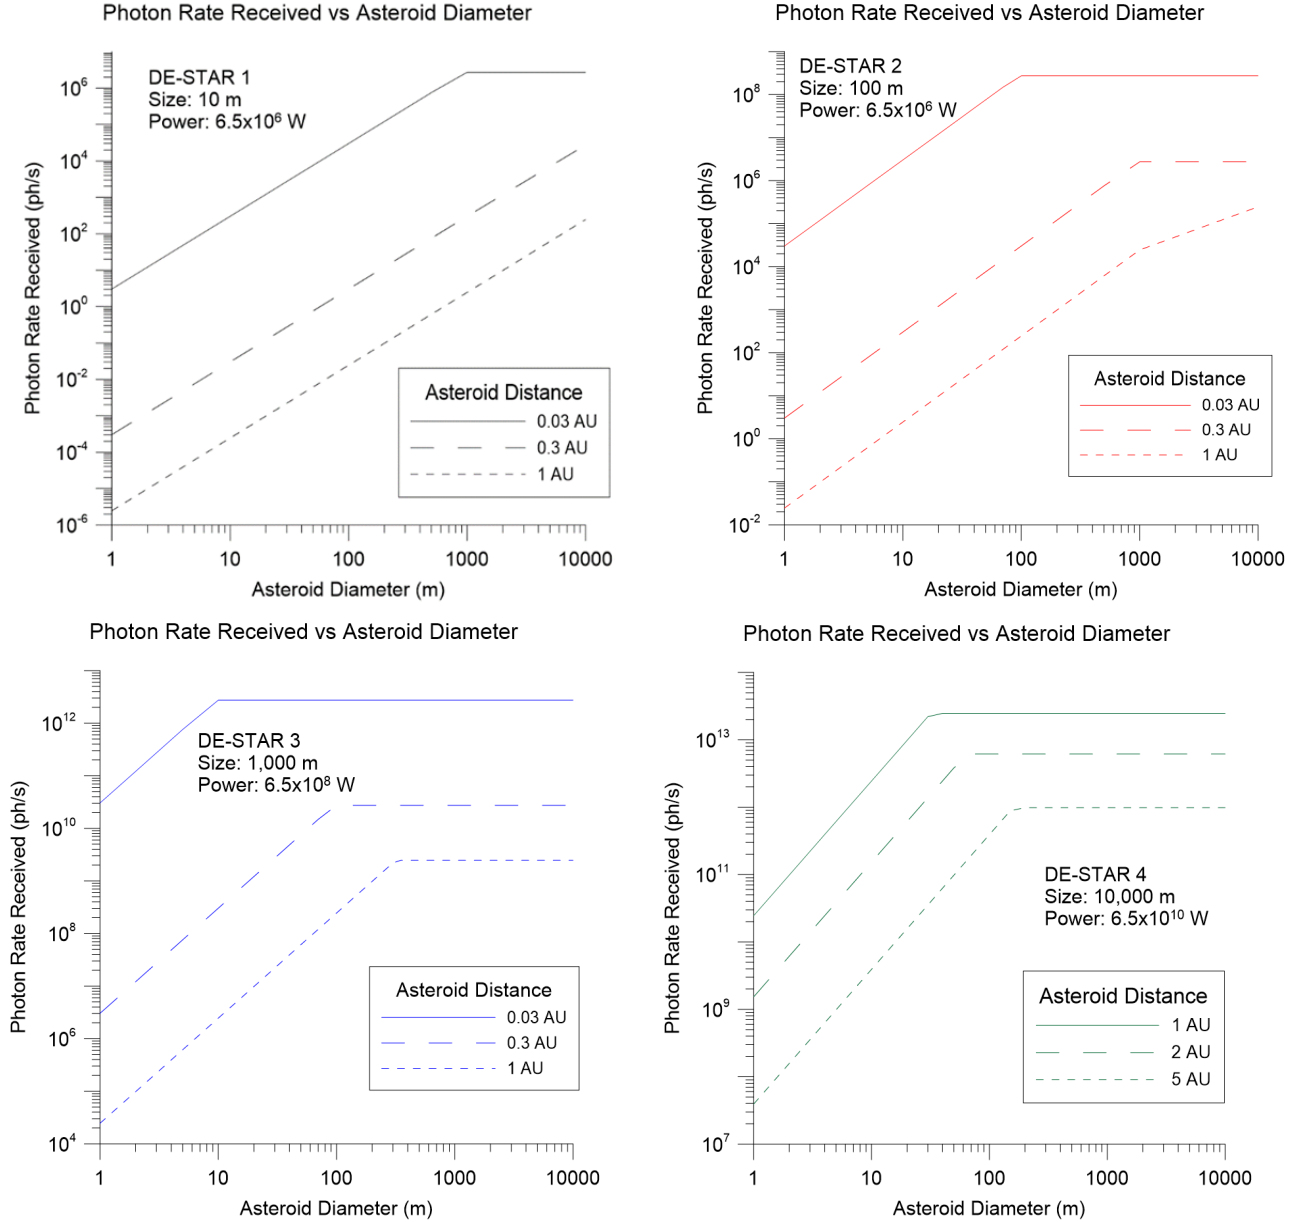 Photon Rate Received vs Asteroid Diameter
DE-STAR 1
Size: 10 m
Power: 6.5x10⁶ W
Photon Rate Received (ph/s)
10⁶
10⁴
10²
10⁰
10⁻²
10⁻⁴
10⁻⁶
Asteroid Distance
0.03 AU
0.3 AU
1 AU
1 10 100 1000 10000
Asteroid Diameter (m)
Photon Rate Received vs Asteroid Diameter
DE-STAR 2
Size: 100 m
Power: 6.5x10⁶ W
Photon Rate Received (ph/s)
10⁸
10⁶
10⁴
10²
10⁰
10⁻²
Asteroid Distance
0.03 AU
0.3 AU
1 AU
1 10 100 1000 10000
Asteroid Diameter (m)
Photon Rate Received vs Asteroid Diameter
DE-STAR 3
Size: 1,000 m
Power: 6.5x10⁸ W
Photon Rate Received (ph/s)
10¹²
10¹⁰
10⁸
10⁶
10⁴
Asteroid Distance
0.03 AU
0.3 AU
1 AU
1 10 100 1000 10000
Asteroid Diameter (m)
Photon Rate Received vs Asteroid Diameter
Photon Rate Received (ph/s)
10¹³
10¹¹
10⁹
10⁷
DE-STAR 4
Size: 10,000 m
Power: 6.5x10¹⁰ W
Asteroid Distance
1 AU
2 AU
5 AU
1 10 100 1000 10000
Asteroid Diameter (m)